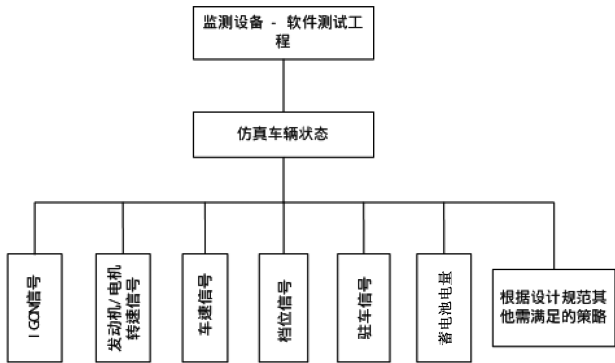 监测设备 - 软件测试工
程
仿真车辆状态
IGON信号
发动机/电机
转速信号
车速信号
档位信号
驻车信号
蓄电池电量
根据设计规范其
他需满足的策略